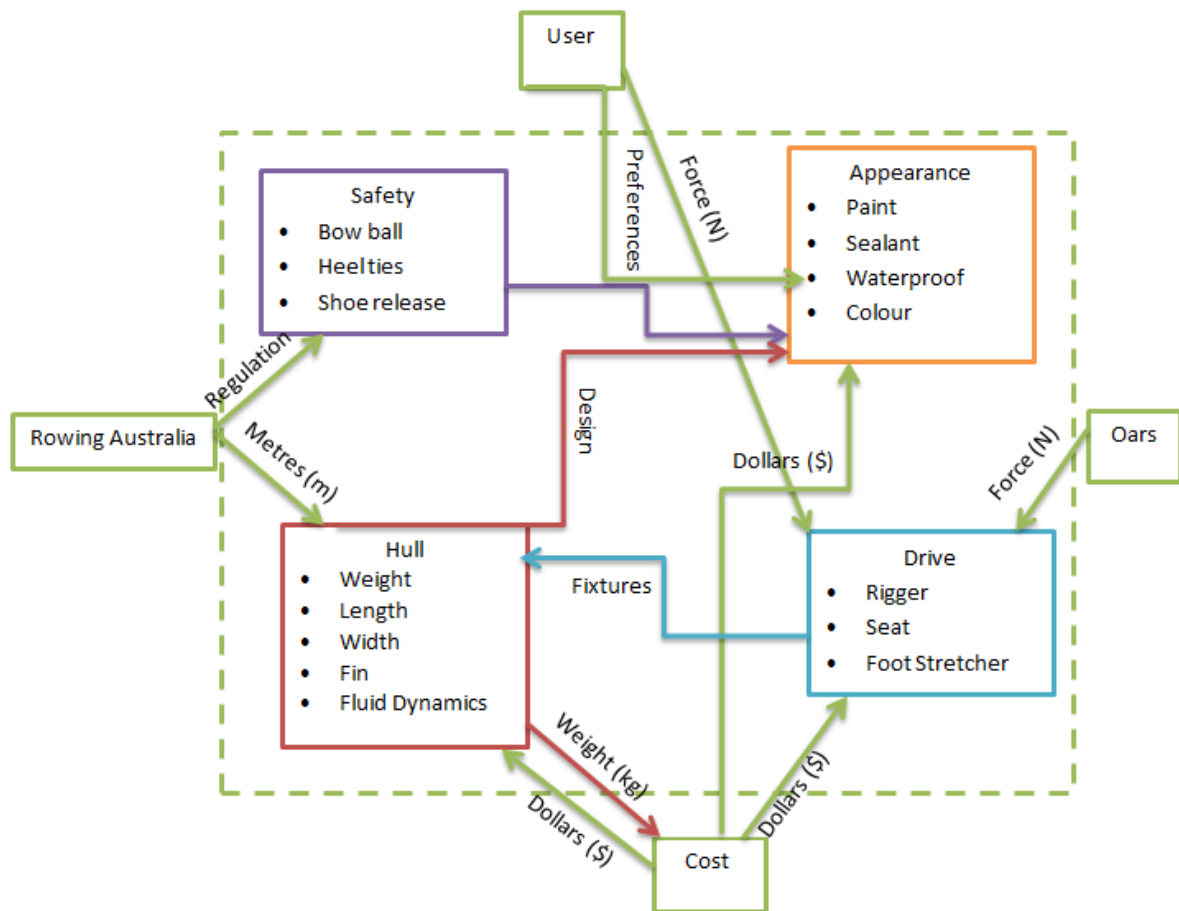 User
Preferences
Force (N)
Safety
• Bow ball
• Heel ties
• Shoe release
Appearance
• Paint
• Sealant
• Waterproof
• Colour
Regulation
Rowing Australia
Metres (m)
Design
Dollars ($)
Force (N)
Oars
Hull
• Weight
• Length
• Width
• Fin
• Fluid Dynamics
Fixtures
Drive
• Rigger
• Seat
• Foot Stretcher
Weight (kg)
Dollars ($)
Dollars ($)
Cost